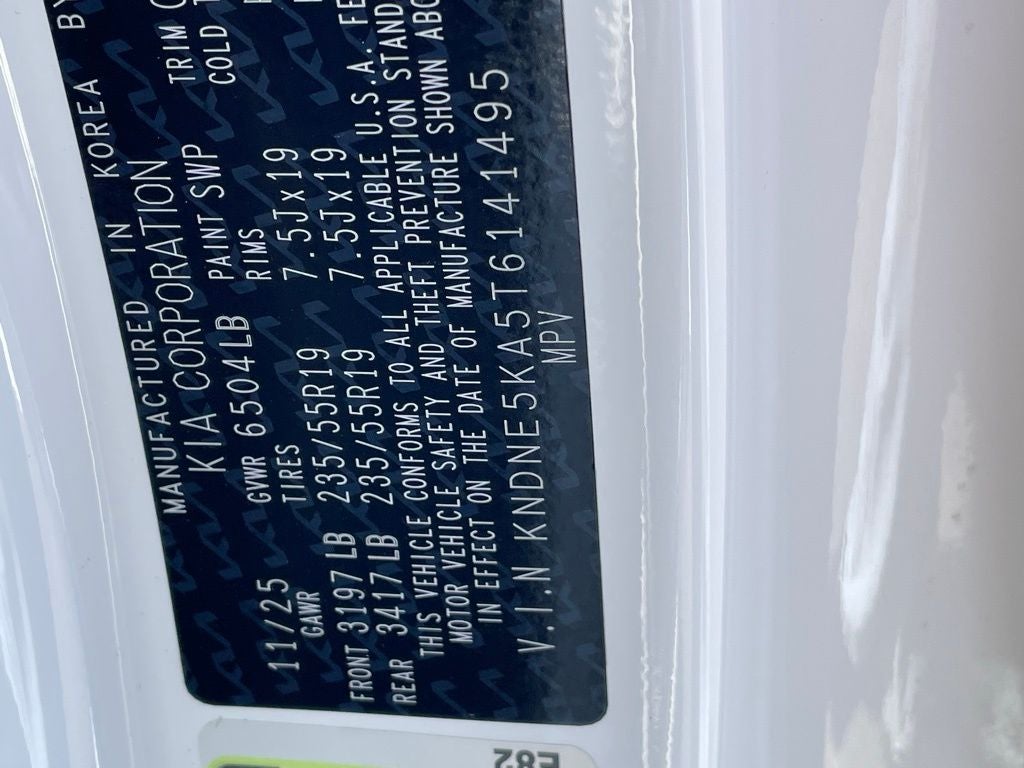 MANUFACTURED IN KOREA BY
KIA CORPORATION
11/25 GVWR 6504LB PAINT SWP TRIM
GAWR TIRES RIMS COLD
FRONT 3197 LB 235/55R19 7.5Jx19
REAR 3417 LB 235/55R19 7.5Jx19
THIS VEHICLE CONFORMS TO ALL APPLICABLE U.S.A. FE
MOTOR VEHICLE SAFETY AND THEFT PREVENTION STAND
IN EFFECT ON THE DATE OF MANUFACTURE SHOWN ABO
V.I.N KNDNE5KA5T6141495
MPV
E82